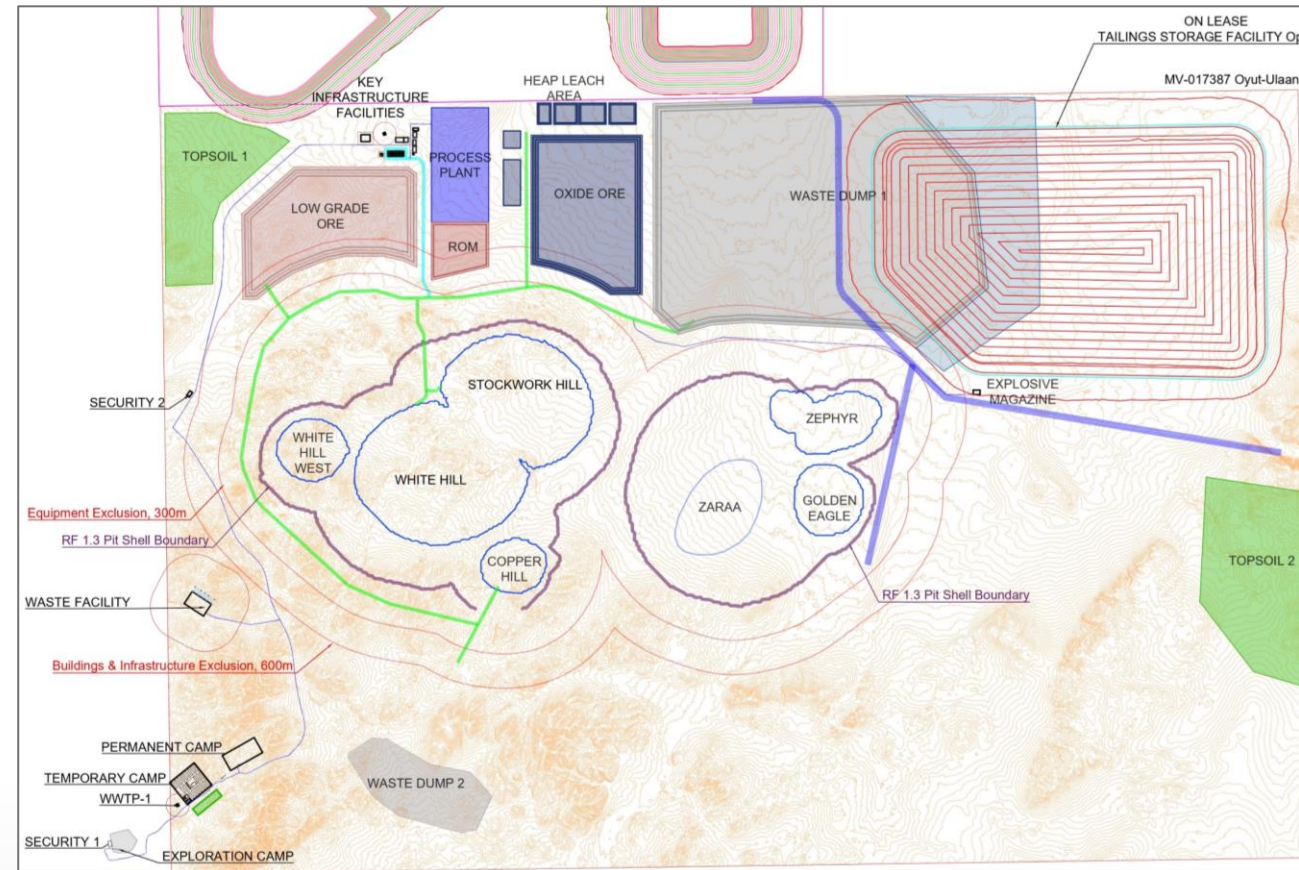 ON LEASE
TAILINGS STORAGE FACILITY Op
MV-017387 Oyut-Ulaan
KEY
INFRASTRUCTURE
FACILITIES
HEAP LEACH
AREA
TOPSOIL 1
PROCESS
PLANT
LOW GRADE
ORE
OXIDE ORE
WASTE DUMP 1
ROM
STOCKWORK HILL
SECURITY 2
EXPLOSIVE
MAGAZINE
ZEPHYR
WHITE
HILL
WEST
WHITE HILL
ZARAA
GOLDEN
EAGLE
Equipment Exclusion, 300m
RF 1.3 Pit Shell Boundary
COPPER
HILL
TOPSOIL 2
WASTE FACILITY
RF 1.3 Pit Shell Boundary
Buildings & Infrastructure Exclusion, 600m
PERMANENT CAMP
TEMPORARY CAMP
WASTE DUMP 2
WWTP-1
SECURITY 1
EXPLORATION CAMP